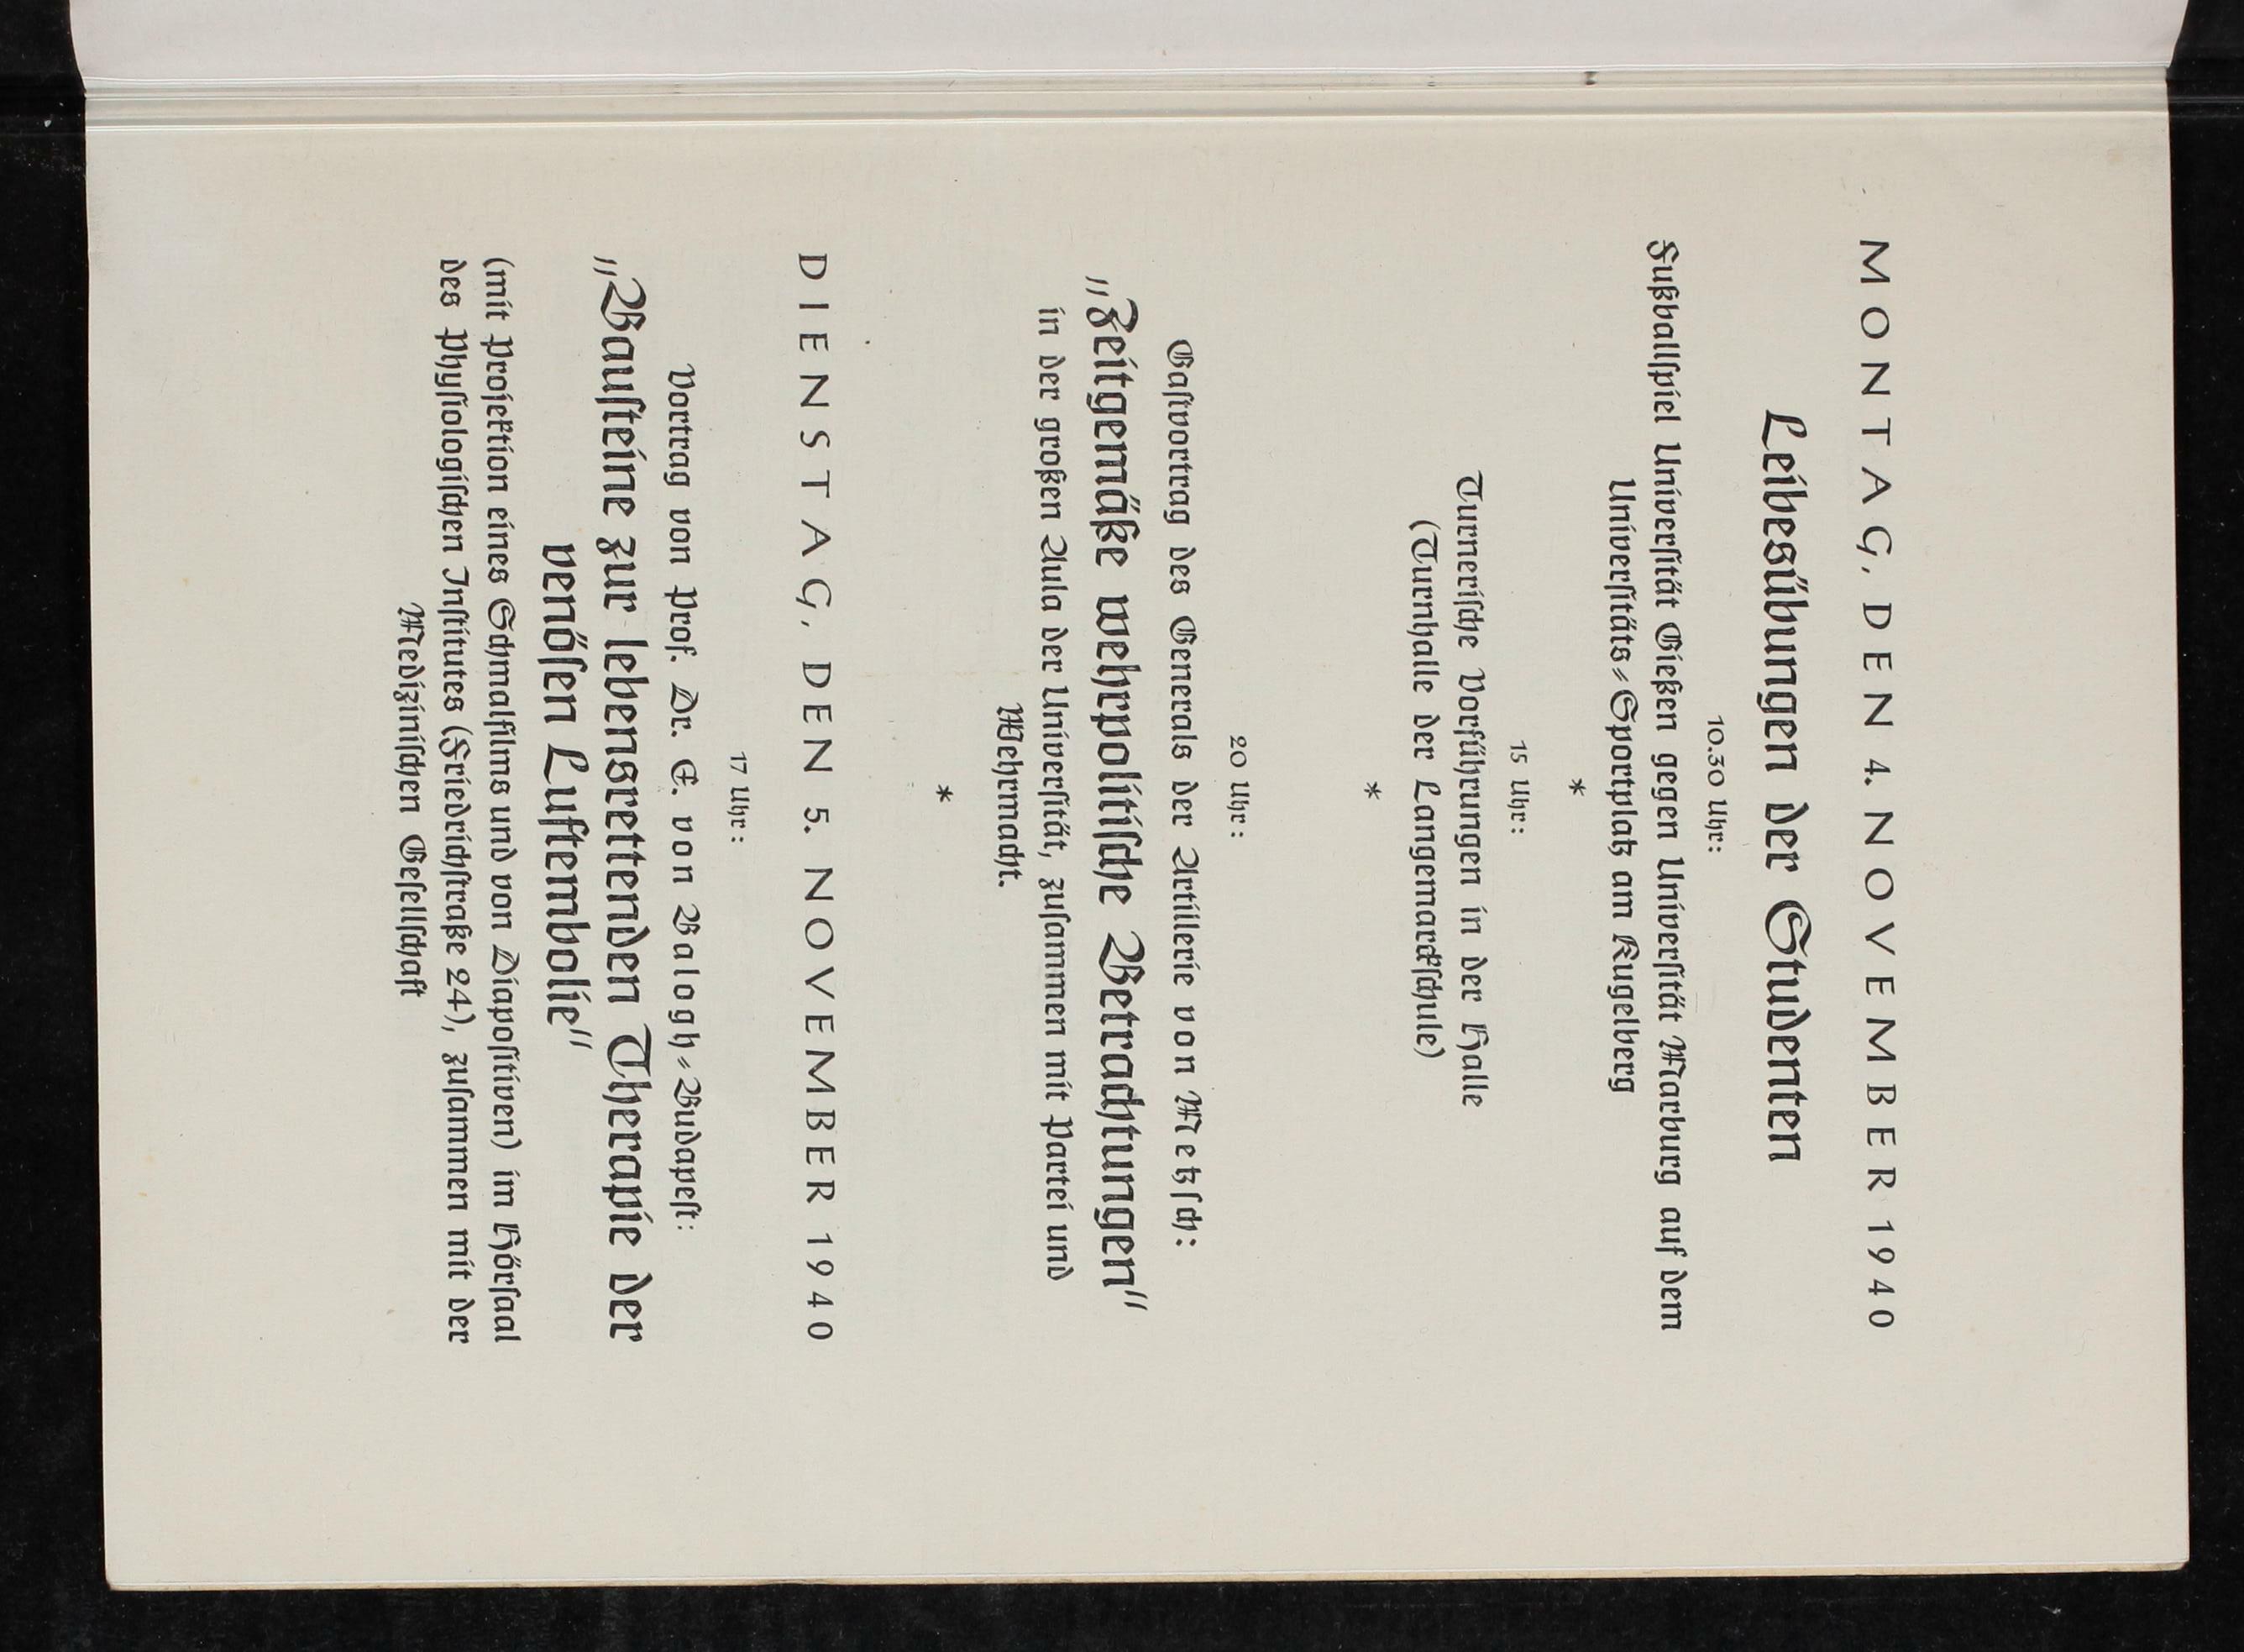 MONTAG, DEN 4. NOVEMBER 1940
Leibesübungen der Studenten
10.30 Uhr:
Fußballspiel Universität Gießen gegen Universität Marburg auf dem
Universitäts-Sportplatz am Kugelberg
*
15 Uhr:
Turnerische Vorführungen in der Halle
(Turnhalle der Langemarckschule)
*
20 Uhr:
Gastvortrag des Generals der Artillerie von Metzsch:
„Zeitgemäße wehrpolitische Betrachtungen“
in der großen Aula der Universität, zusammen mit Partei und
Wehrmacht.
*
DIENSTAG, DEN 5. NOVEMBER 1940
17 Uhr:
Vortrag von Prof. Dr. E. von Balogh-Budapest:
„Bausteine zur lebensrettenden Therapie der
venösen Luftembolie“
(mit Projektion eines Schmalfilms und von Diapositiven) im Hörsaal
des Physiologischen Institutes (Friedrichstraße 24), zusammen mit der
Medizinischen Gesellschaft